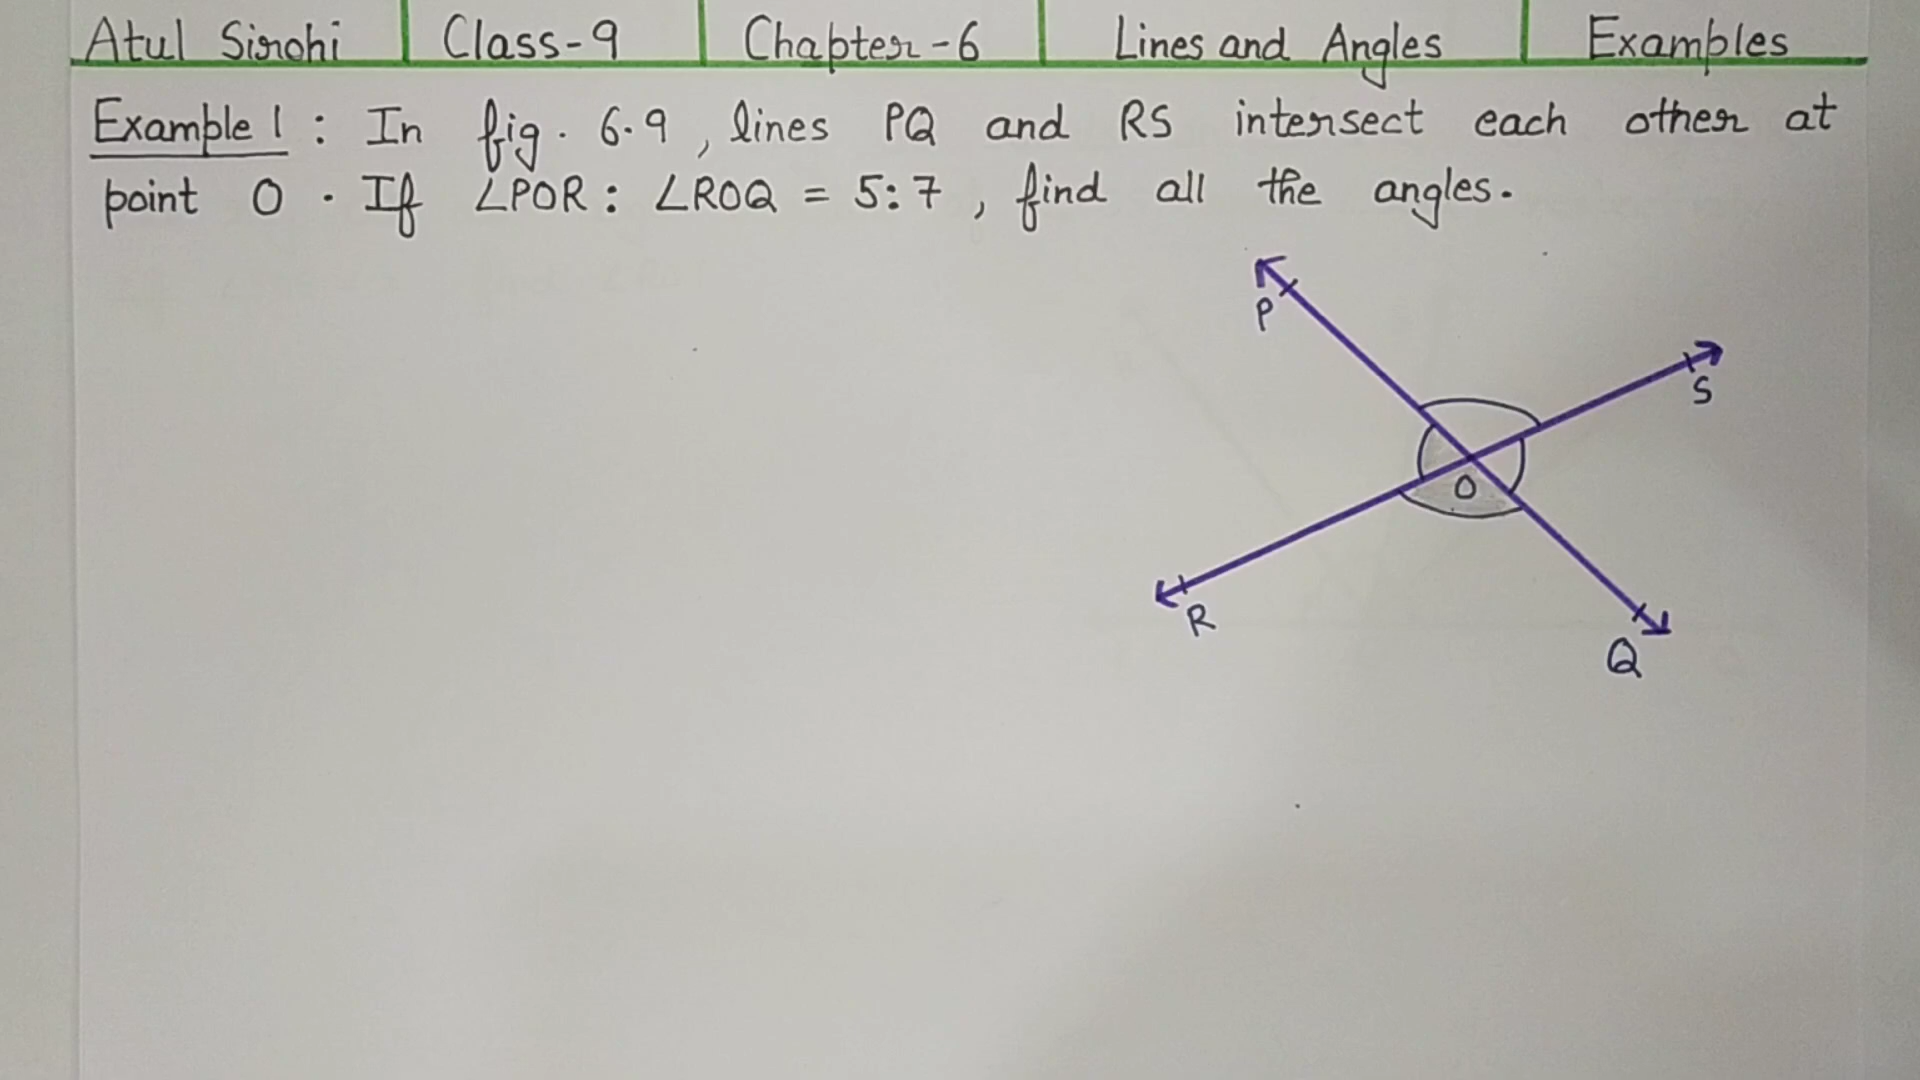 Atul Sirohi Class-9 Chapter-6 Lines and Angles Examples
Example 1 : In fig. 6.9, lines PQ and RS intersect each other at
point O. If ∠POR : ∠ROQ = 5:7, find all the angles.
P
S
O
R
Q